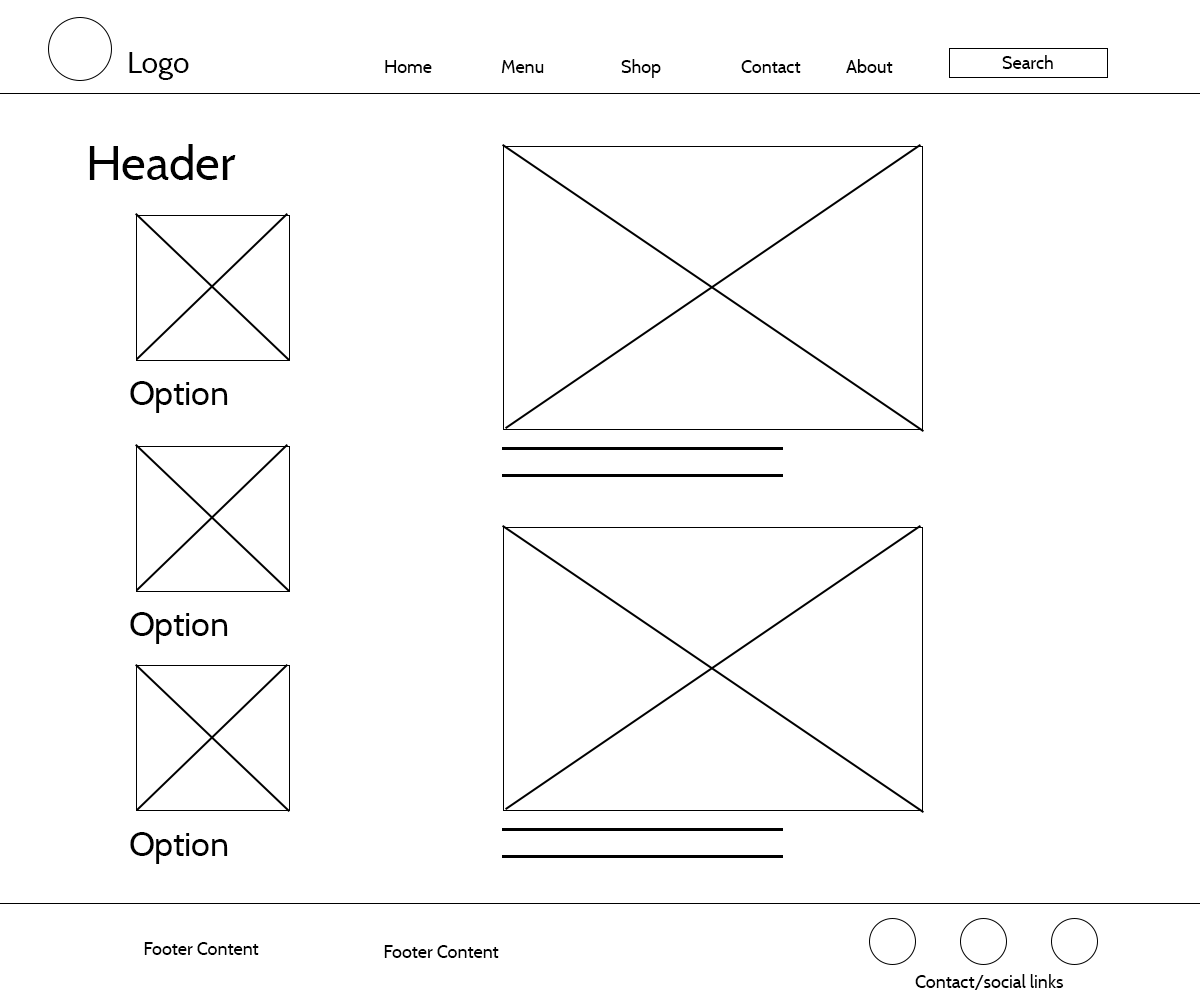 Logo
Home
Menu
Shop
Contact
About
Search
Header
Option
Option
Option
Footer Content
Footer Content
Contact/social links